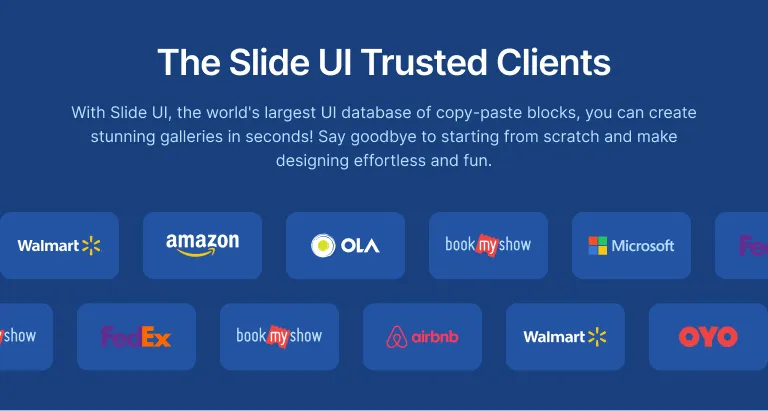 The Slide UI Trusted Clients
With Slide UI, the world's largest UI database of copy-paste blocks, you can create
stunning galleries in seconds! Say goodbye to starting from scratch and make
designing effortless and fun.
Walmart amazon OLA bookmyshow Microsoft Fe
show FedEx bookmyshow airbnb Walmart OYO